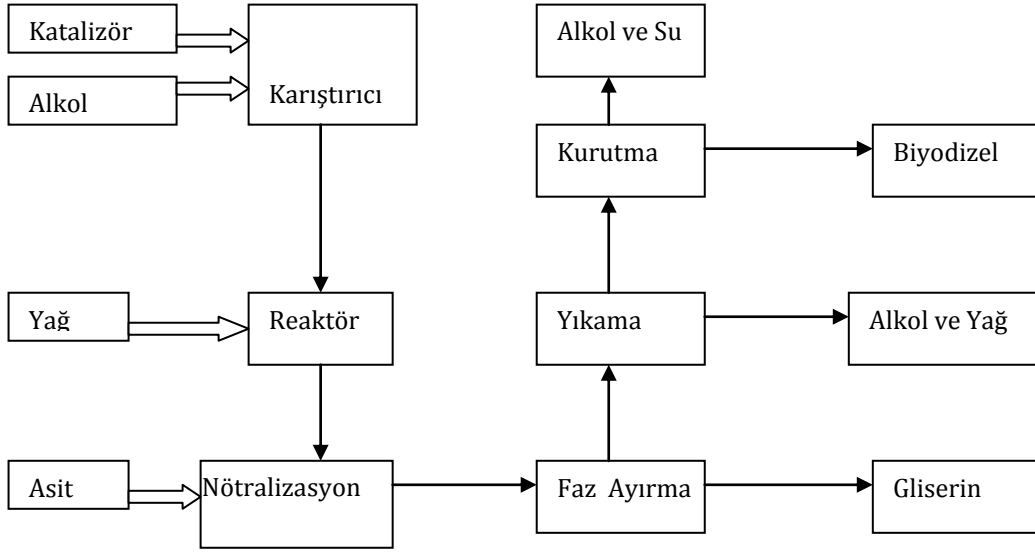 Katalizör
Alkol
Karıştırıcı
Alkol ve Su
Kurutma
Biyodizel
Yağ
Reaktör
Yıkama
Alkol ve Yağ
Asit
Nötralizasyon
Faz Ayırma
Gliserin